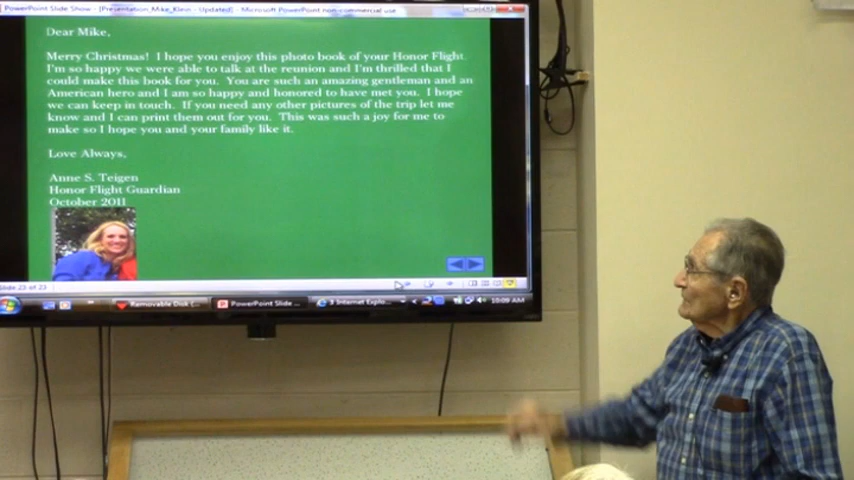 PowerPoint Slide Show - [Presentation_Mike_Klein - Updated] - Microsoft PowerPoint non-commercial use
Dear Mike,
Merry Christmas! I hope you enjoy this photo book of your Honor Flight.
I'm so happy we were able to talk at the reunion and I'm thrilled that I
could make this book for you. You are such an amazing gentleman and an
American hero and I am so happy and honored to have met you. I hope
we can keep in touch. If you need any other pictures of the trip let me
know and I can print them out for you. This was such a joy for me to
make so I hope you and your family like it.
Love Always,
Anne S. Teigen
Honor Flight Guardian
October 2011
Slide 23 of 23
Removable Disk (...
PowerPoint Slide ...
3 Internet Explo...
10:09 AM